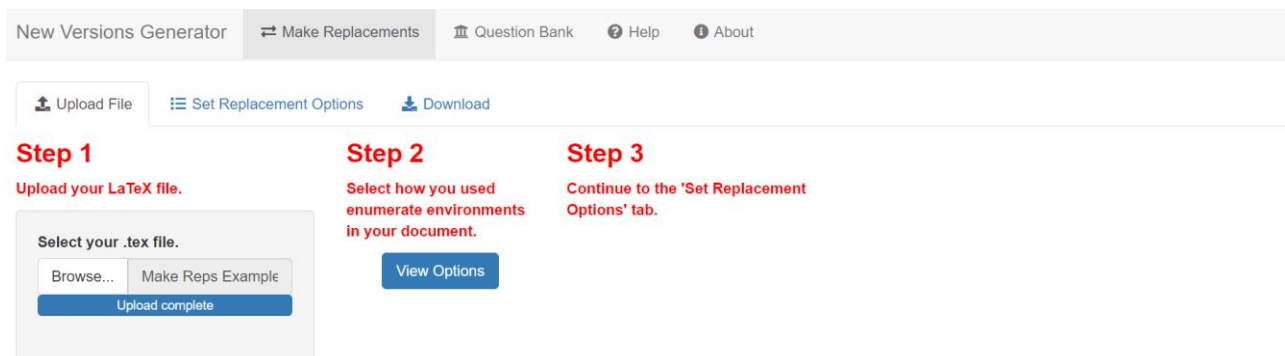 New Versions Generator Make Replacements Question Bank Help About
Upload File Set Replacement Options Download
Step 1
Upload your LaTeX file.
Select your .tex file.
Browse... Make Reps Example
Upload complete
Step 2
Select how you used
enumerate environments
in your document.
View Options
Step 3
Continue to the 'Set Replacement
Options' tab.